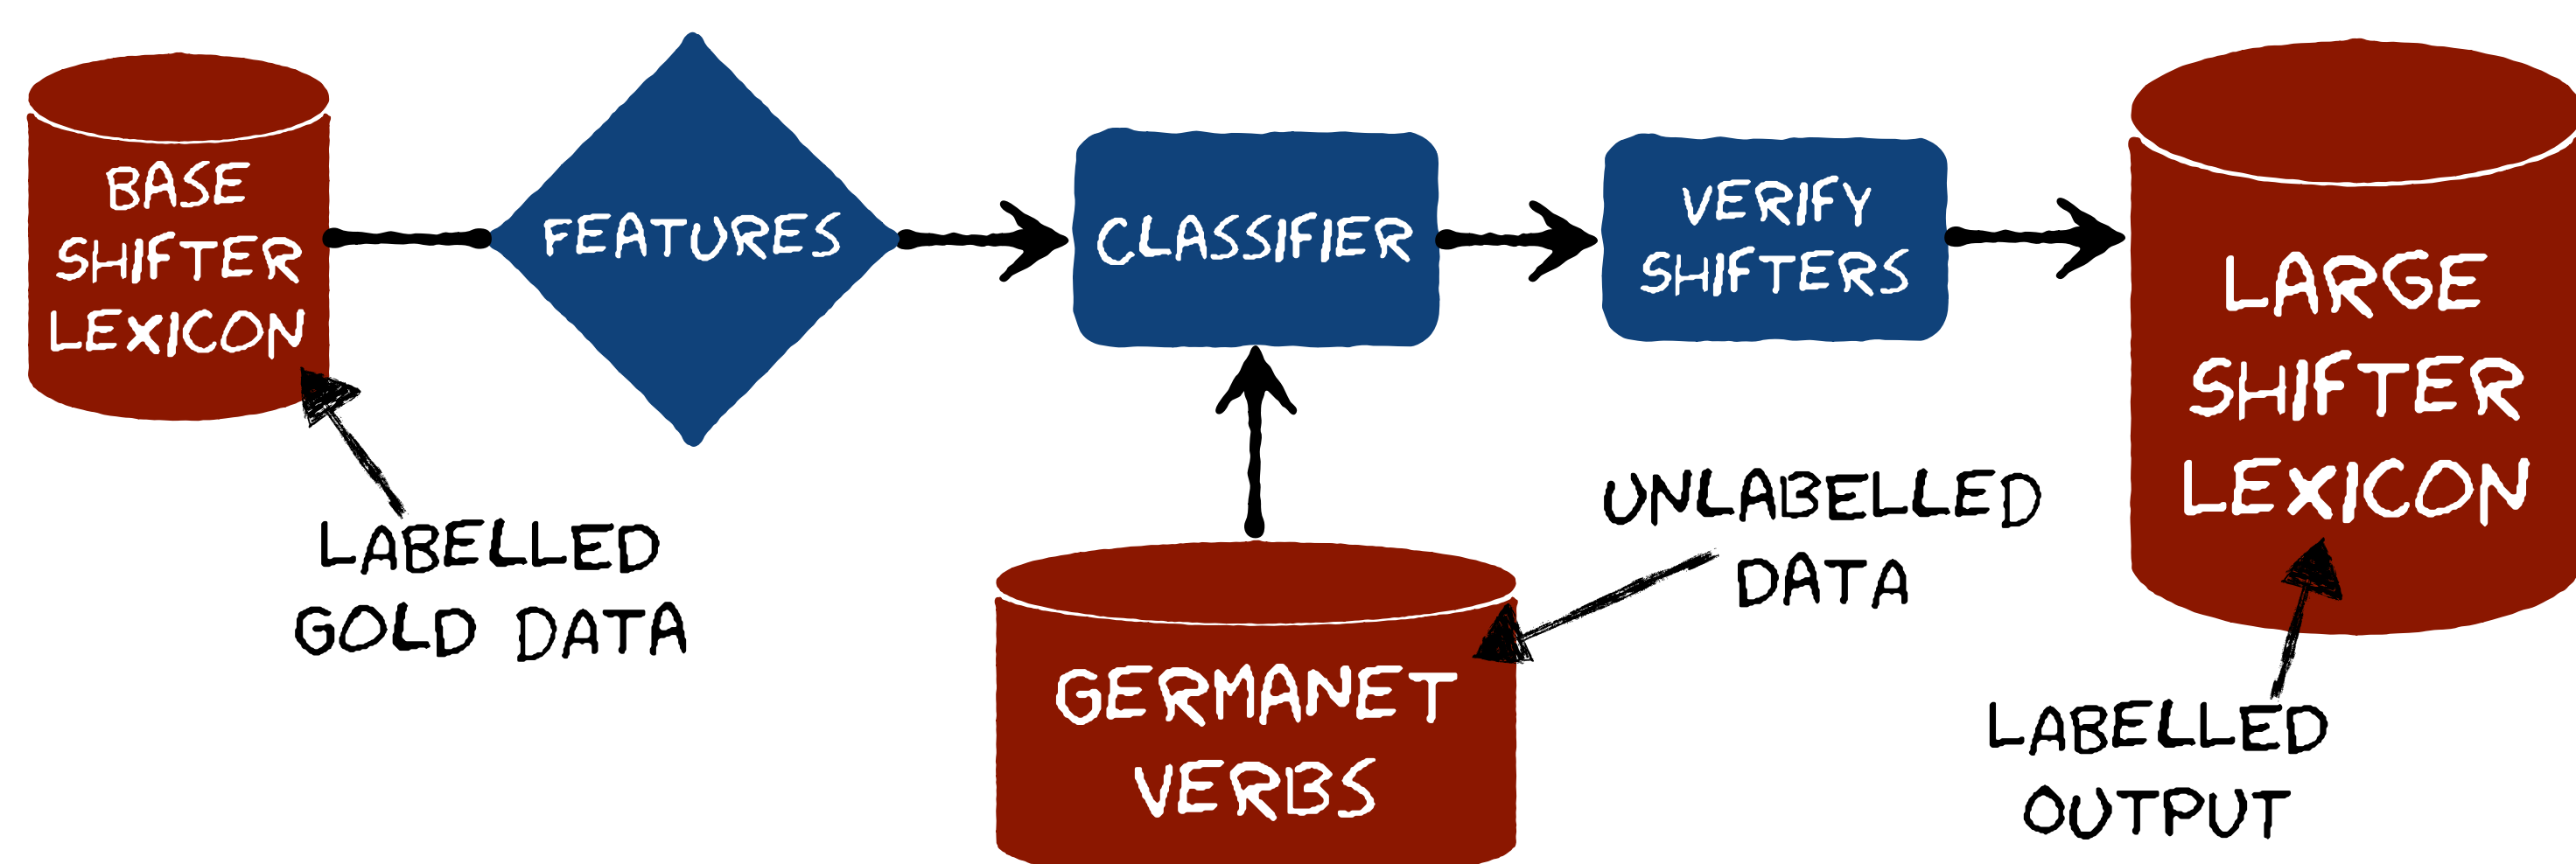 BASE
SHIFTER
LEXICON
FEATURES
CLASSIFIER
VERIFY
SHIFTERS
LARGE
SHIFTER
LEXICON
LABELLED
GOLD DATA
UNLABELLED
DATA
GERMANET
VERBS
LABELLED
OUTPUT